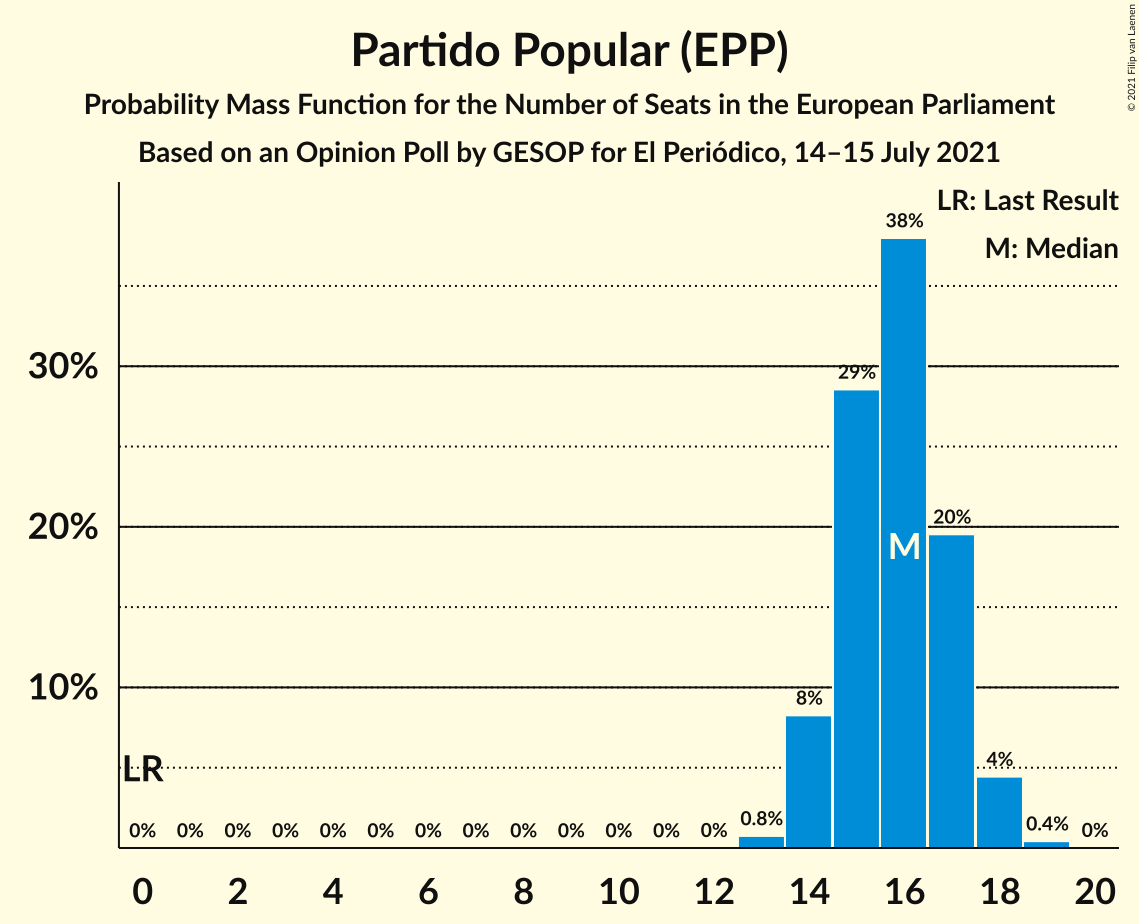 Partido Popular (EPP)
Probability Mass Function for the Number of Seats in the European Parliament
Based on an Opinion Poll by GESOP for El Periódico, 14–15 July 2021
© 2021 Filip van Laenen
LR: Last Result
M: Median
38%
30%
29%
20%
20%
M
10%
8%
LR
4%
0% 0% 0% 0% 0% 0% 0% 0% 0% 0% 0% 0% 0% 0.8% 0.4% 0%
0 2 4 6 8 10 12 14 16 18 20